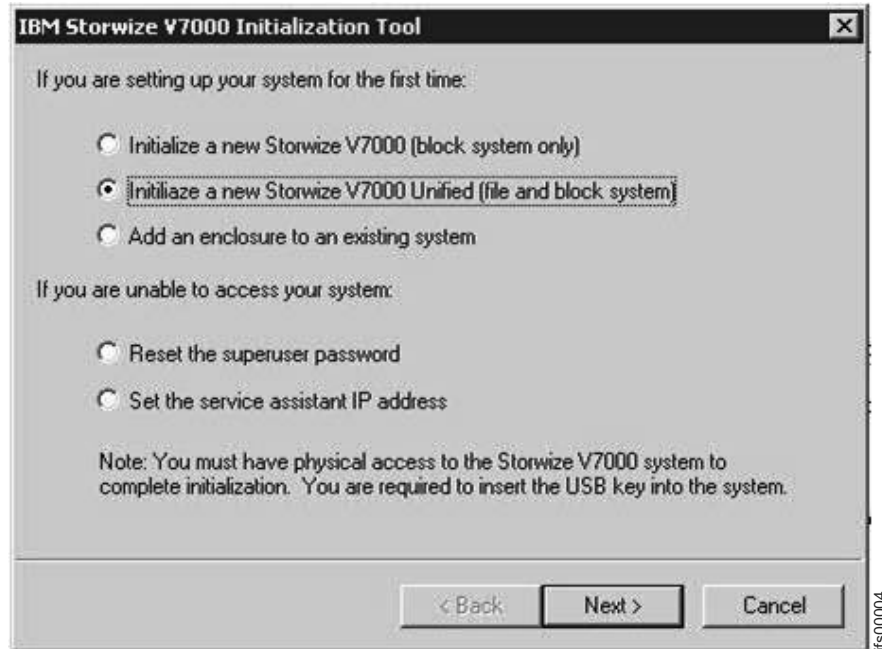 IBM Storwize V7000 Initialization Tool
If you are setting up your system for the first time:
Initialize a new Storwize V7000 (block system only)
Initiliaze a new Storwize V7000 Unified (file and block system)
Add an enclosure to an existing system
If you are unable to access your system:
Reset the superuser password
Set the service assistant IP address
Note: You must have physical access to the Storwize V7000 system to
complete initialization. You are required to insert the USB key into the system.
< Back
Next >
Cancel
ifs00004